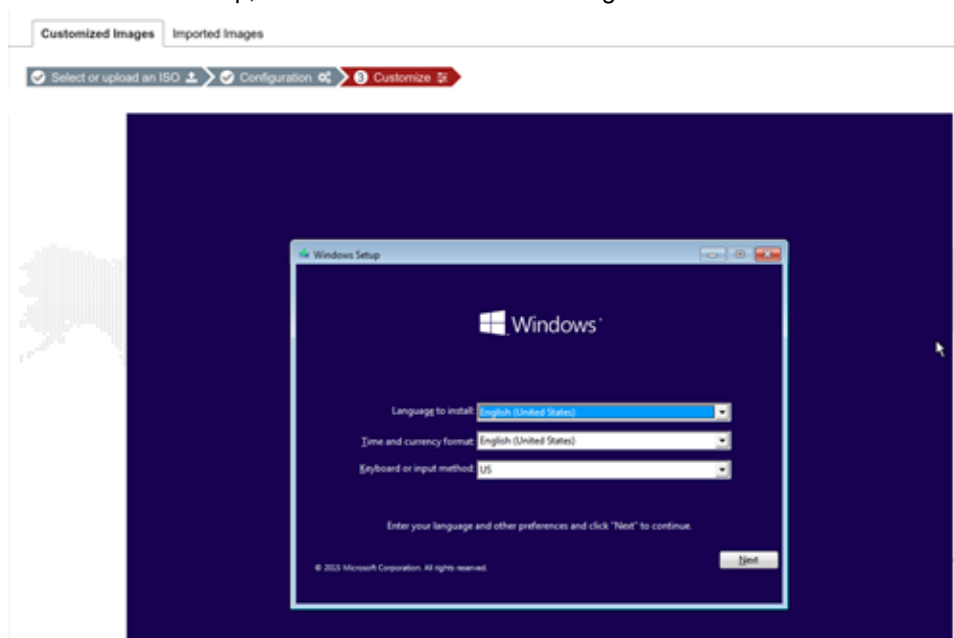 Customized Images Imported Images
Select or upload an ISO Configuration 3 Customize
Windows Setup
Windows
Language to install: English (United States)
Time and currency format: English (United States)
Keyboard or input method: US
Enter your language and other preferences and click "Next" to continue.
© 2015 Microsoft Corporation. All rights reserved.
Next